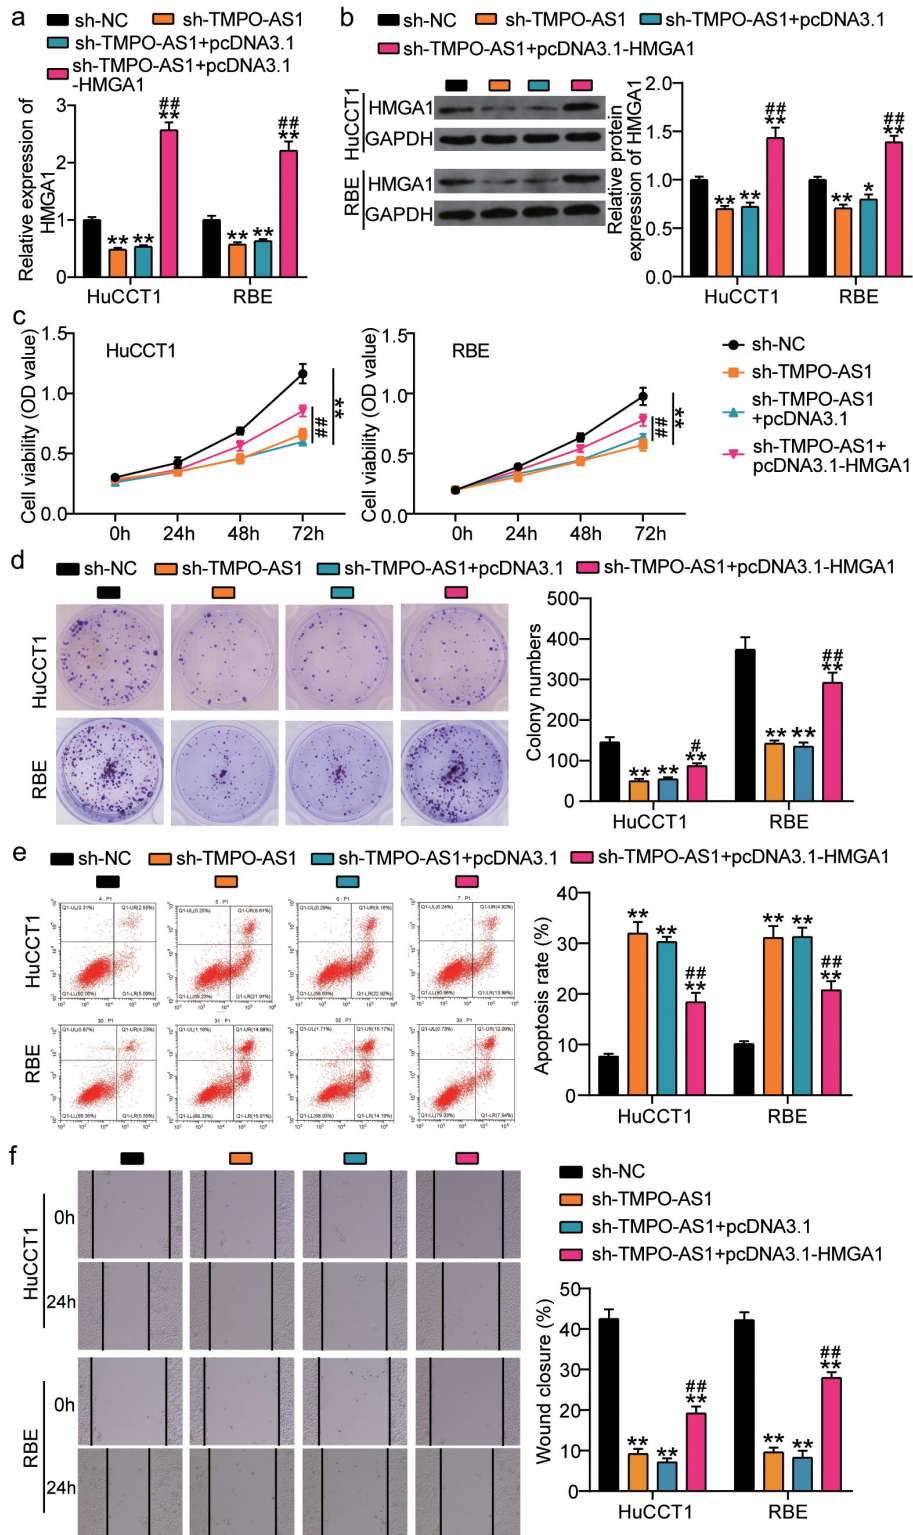 a
sh-NC
sh-TMPO-AS1
sh-TMPO-AS1+pcDNA3.1
sh-TMPO-AS1+pcDNA3.1
-HMGA1
Relative expression of
HMGA1
3
2
1
0
##
**
** **
##
**
** **
HuCCT1
RBE
b
sh-NC
sh-TMPO-AS1
sh-TMPO-AS1+pcDNA3.1
sh-TMPO-AS1+pcDNA3.1-HMGA1
HuCCT1
HMGA1
GAPDH
RBE
HMGA1
GAPDH
Relative protein
expression of HMGA1
2.0
1.5
1.0
0.5
0.0
##
**
** **
##
**
** *
HuCCT1
RBE
c
Cell viability (OD value)
1.5
1.0
0.5
0.0
HuCCT1
##
**
0h
24h
48h
72h
Cell viability (OD value)
1.5
1.0
0.5
0.0
RBE
##
**
0h
24h
48h
72h
sh-NC
sh-TMPO-AS1
sh-TMPO-AS1
+pcDNA3.1
sh-TMPO-AS1+
pcDNA3.1-HMGA1
d
sh-NC
sh-TMPO-AS1
sh-TMPO-AS1+pcDNA3.1
sh-TMPO-AS1+pcDNA3.1-HMGA1
HuCCT1
RBE
Colony numbers
500
400
300
200
100
0
** **
#
**
** **
##
**
HuCCT1
RBE
e
sh-NC
sh-TMPO-AS1
sh-TMPO-AS1+pcDNA3.1
sh-TMPO-AS1+pcDNA3.1-HMGA1
HuCCT1
RBE
Apoptosis rate (%)
40
30
20
10
0
** **
##
**
** **
##
**
HuCCT1
RBE
f
HuCCT1
0h
24h
RBE
0h
24h
sh-NC
sh-TMPO-AS1
sh-TMPO-AS1+pcDNA3.1
sh-TMPO-AS1+pcDNA3.1-HMGA1
Wound closure (%)
50
40
30
20
10
0
** **
##
**
** **
##
**
HuCCT1
RBE